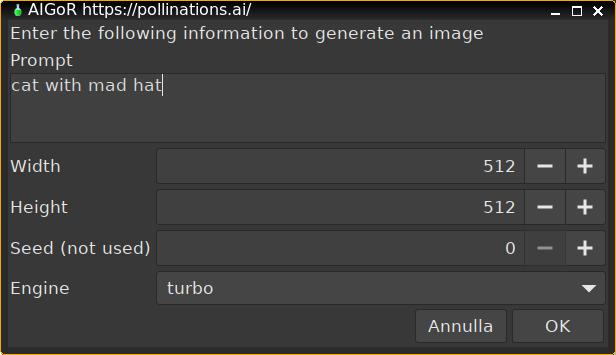 AIGoR https://pollinations.ai/
Enter the following information to generate an image
Prompt
cat with mad hat
Width 512
Height 512
Seed (not used) 0
Engine turbo
Annulla OK